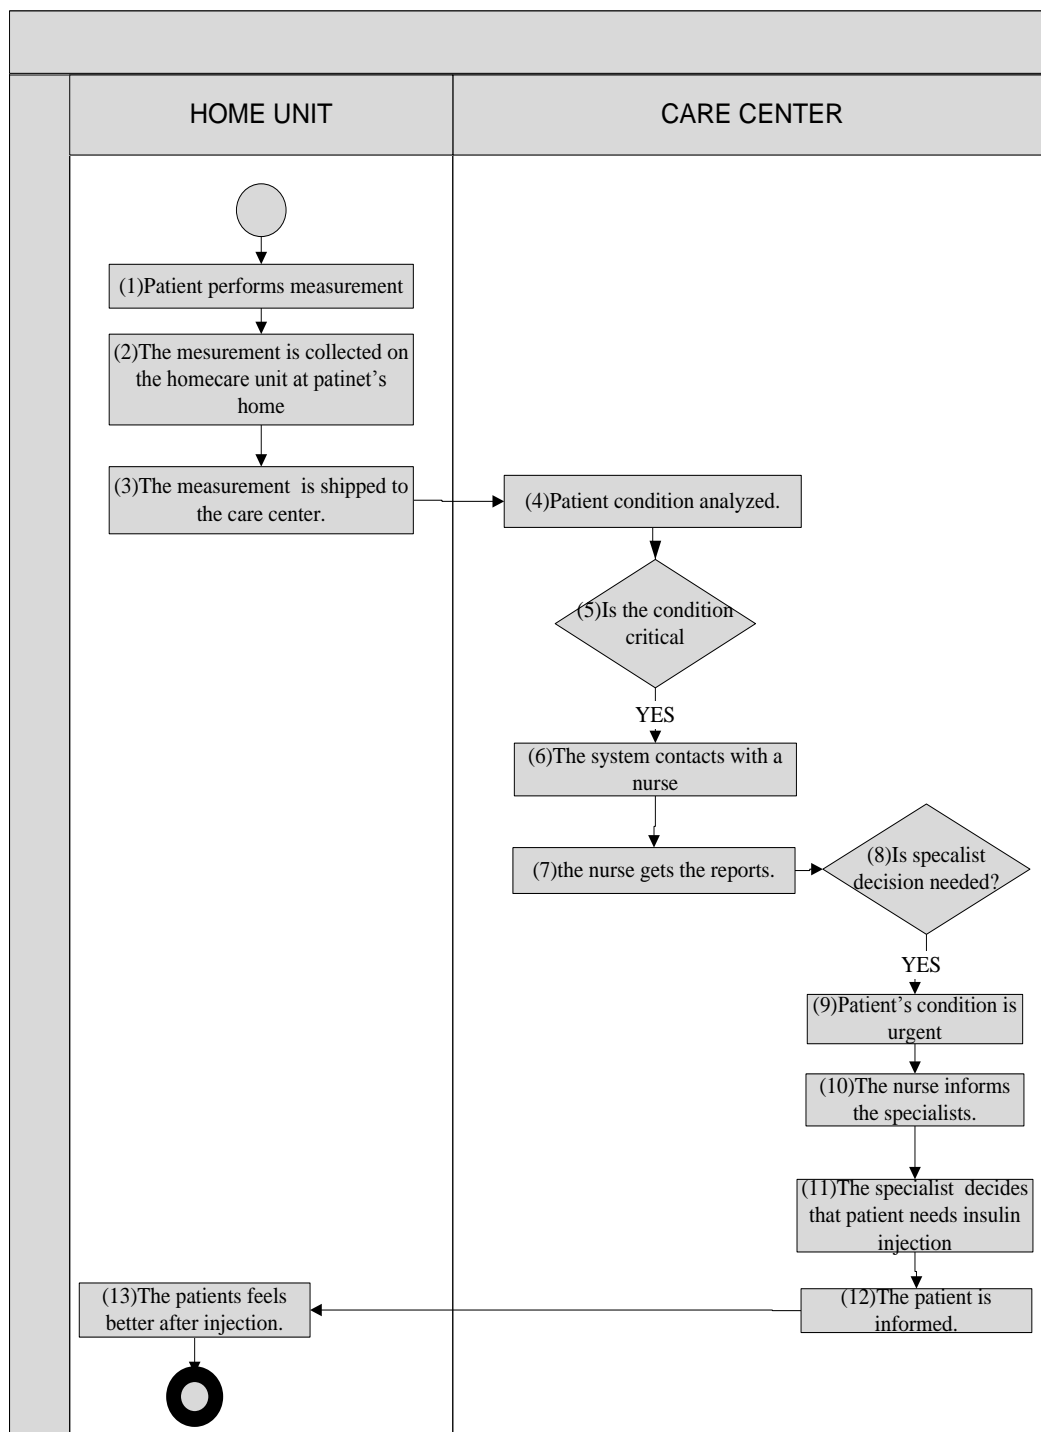 HOME UNIT
CARE CENTER
(1)Patient performs measurement
(2)The mesurement is collected on
the homecare unit at patinet's
home
(3)The measurement  is shipped to
the care center.
(4)Patient condition analyzed.
(5)Is the condition
critical
YES
(6)The system contacts with a
nurse
(7)the nurse gets the reports.
(8)Is specalist
decision needed?
YES
(9)Patient’s condition is
urgent
(10)The nurse informs
the specialists.
(11)The specialist  decides
that patient needs insulin
injection
(12)The patient is
informed.
(13)The patients feels
better after injection.